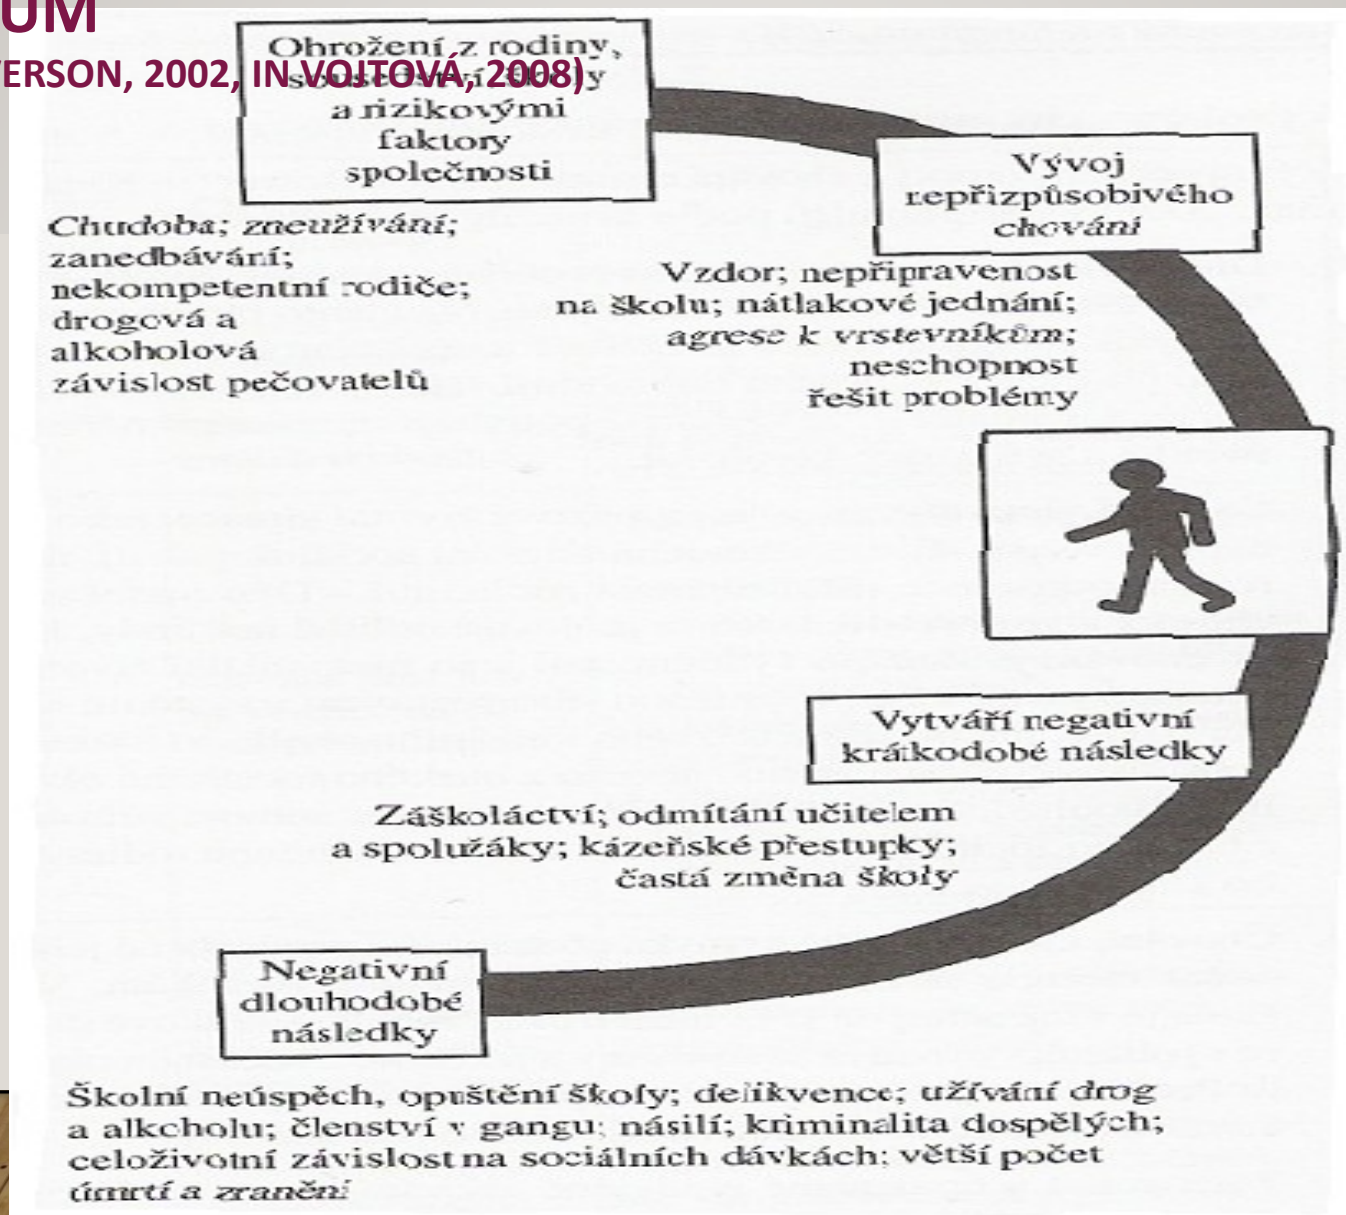 UM
VERSON, 2002, IN VOJTOVÁ, 2008)
Ohrožení z rodiny,
sousedství, školy
a rizikovými
faktory
společnosti
Chudoba; zneužívání;
zanedbávání;
nekompetentní rodiče;
drogová a
alkoholová
závislost pečovatelů
Vývoj
nepřizpůsobivého
chování
Vzdor; nepřipravenost
na školu; nátlakové jednání;
agrese k vrstevníkům;
neschopnost
řešit problémy
Vytváří negativní
krátkodobé následky
Záškoláctví; odmítání učitelem
a spolužáky; kázeňské přestupky;
častá změna školy
Negativní
dlouhodobé
následky
Školní neúspěch, opuštění školy; delikvence; užívání drog
a alkoholu; členství v gangu; násilí; kriminalita dospělých;
celoživotní závislost na sociálních dávkách; větší počet
úmrtí a zranění